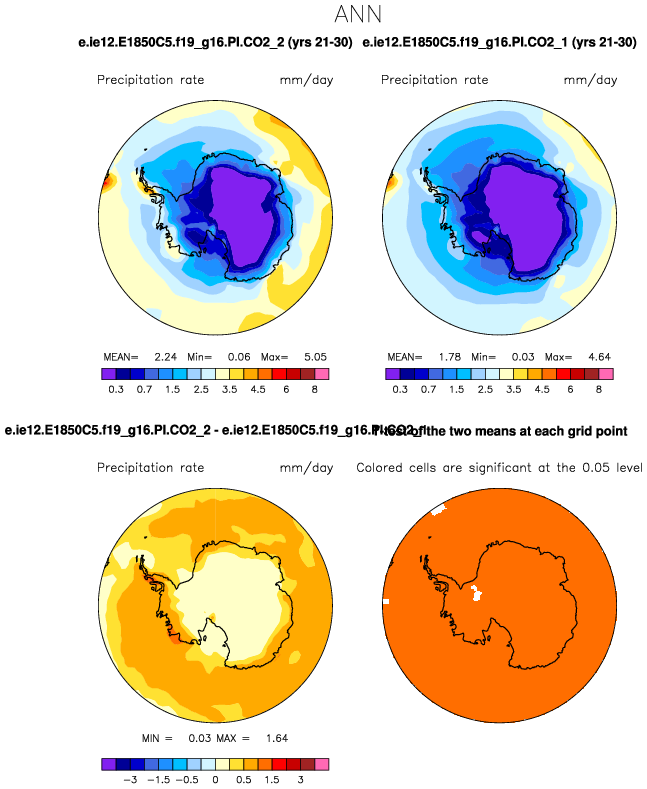 ANN
e.ie12.E1850C5.f19_g16.PI.CO2_2 (yrs 21-30) e.ie12.E1850C5.f19_g16.PI.CO2_1 (yrs 21-30)
Precipitation rate mm/day Precipitation rate mm/day
MEAN= 2.24 Min= 0.06 Max= 5.05 MEAN= 1.78 Min= 0.03 Max= 4.64
0.3 0.7 1.5 2.5 3.5 4.5 6 8 0.3 0.7 1.5 2.5 3.5 4.5 6 8
e.ie12.E1850C5.f19_g16.PI.CO2_2 - e.ie12.E1850C5.f19_g16.PI.CO2_1 T-test of the two means at each grid point
Precipitation rate mm/day Colored cells are significant at the 0.05 level
MIN = 0.03 MAX = 1.64
-3 -1.5 -0.5 0 0.5 1.5 3